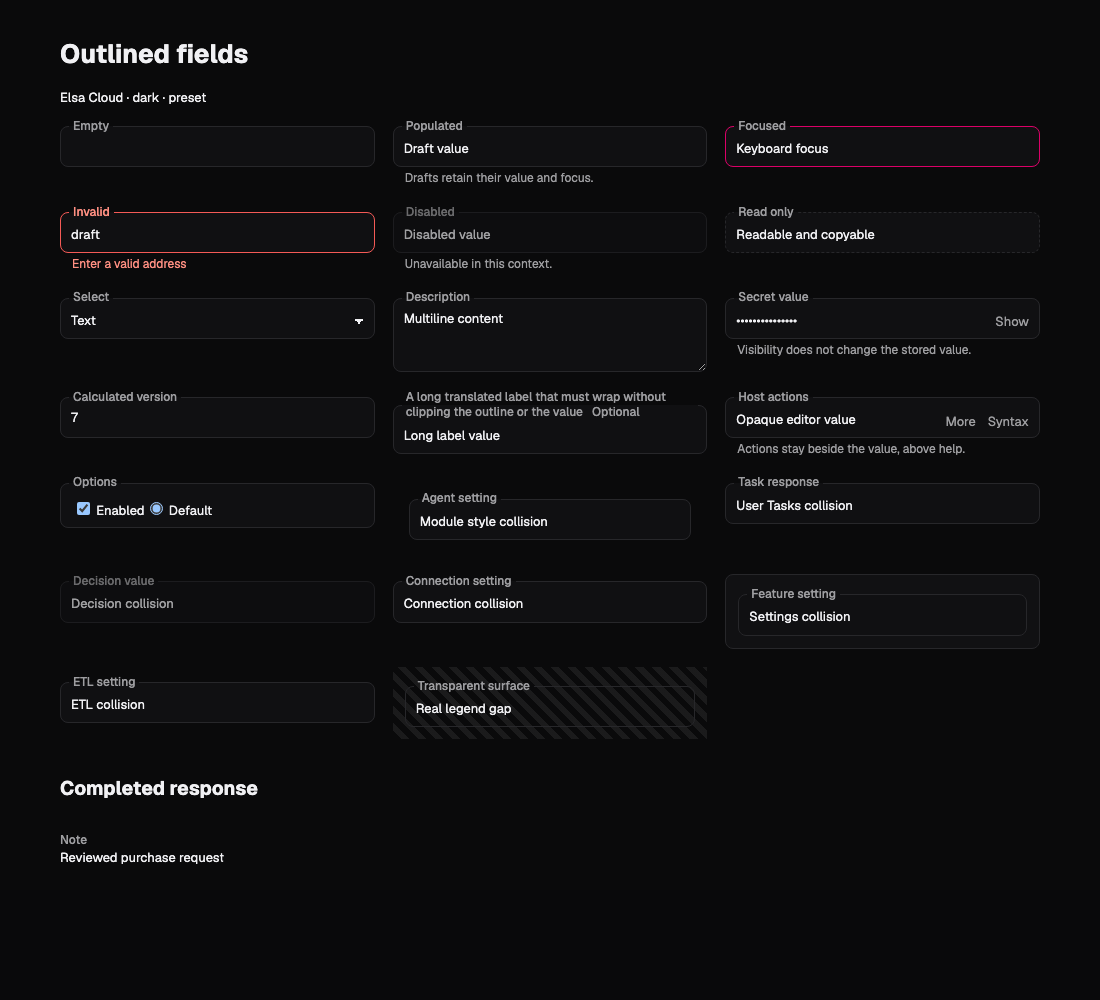 Outlined fields
Elsa Cloud · dark · preset
Empty
Populated
Draft value
Drafts retain their value and focus.
Focused
Keyboard focus
Invalid
draft
Enter a valid address
Disabled
Disabled value
Unavailable in this context.
Read only
Readable and copyable
Select
Text
Description
Multiline content
Secret value
•••••••••••••••
Show
Visibility does not change the stored value.
Calculated version
7
A long translated label that must wrap without
clipping the outline or the value Optional
Long label value
Host actions
Opaque editor value
More Syntax
Actions stay beside the value, above help.
Options
Enabled Default
Agent setting
Module style collision
Task response
User Tasks collision
Decision value
Decision collision
Connection setting
Connection collision
Feature setting
Settings collision
ETL setting
ETL collision
Transparent surface
Real legend gap
Completed response
Note
Reviewed purchase request